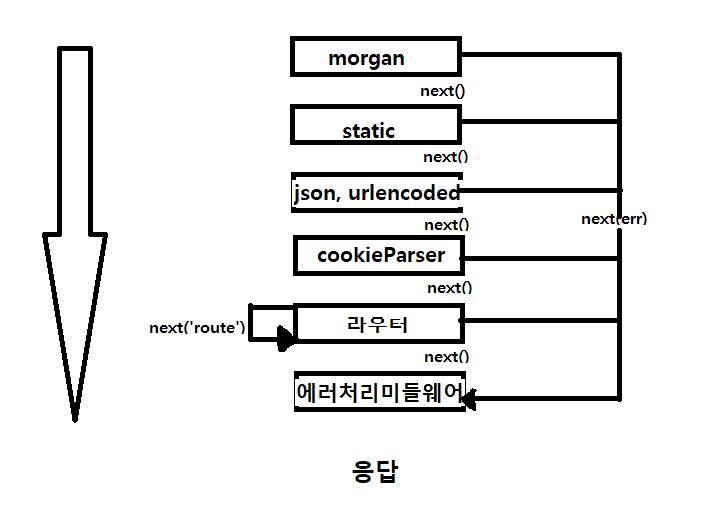 morgan
next()
static
next()
json, urlencoded
next()
next(err)
cookieParser
next()
라우터
next('route')
next()
에러처리미들웨어
응답